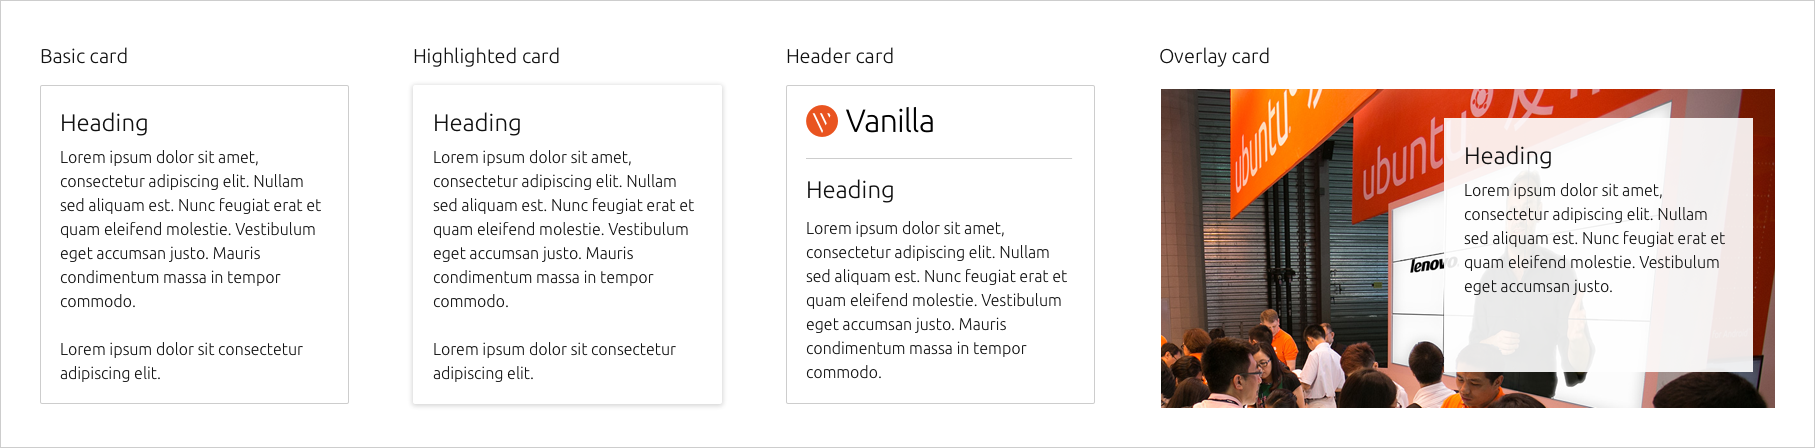 Basic card
Heading
Lorem ipsum dolor sit amet,
consectetur adipiscing elit. Nullam
sed aliquam est. Nunc feugiat erat et
quam eleifend molestie. Vestibulum
eget accumsan justo. Mauris
condimentum massa in tempor
commodo.
Lorem ipsum dolor sit consectetur
adipiscing elit.
Highlighted card
Heading
Lorem ipsum dolor sit amet,
consectetur adipiscing elit. Nullam
sed aliquam est. Nunc feugiat erat et
quam eleifend molestie. Vestibulum
eget accumsan justo. Mauris
condimentum massa in tempor
commodo.
Lorem ipsum dolor sit consectetur
adipiscing elit.
Header card
Vanilla
Heading
Lorem ipsum dolor sit amet,
consectetur adipiscing elit. Nullam
sed aliquam est. Nunc feugiat erat et
quam eleifend molestie. Vestibulum
eget accumsan justo. Mauris
condimentum massa in tempor
commodo.
Overlay card
ubuntu
ubuntu
lenovo
Heading
Lorem ipsum dolor sit amet,
consectetur adipiscing elit. Nullam
sed aliquam est. Nunc feugiat erat et
quam eleifend molestie. Vestibulum
eget accumsan justo.